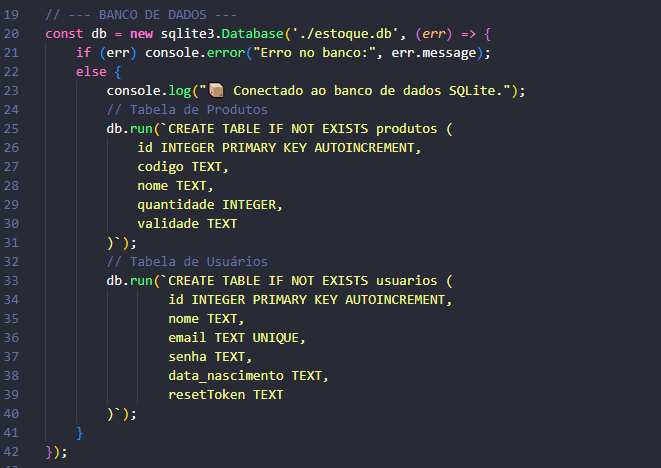 19 // --- BANCO DE DADOS ---
20 const db = new sqlite3.Database('./estoque.db', (err) => {
21 if (err) console.error("Erro no banco:", err.message);
22 else {
23 console.log("📦 Conectado ao banco de dados SQLite.");
24 // Tabela de Produtos
25 db.run(`CREATE TABLE IF NOT EXISTS produtos (
26 id INTEGER PRIMARY KEY AUTOINCREMENT,
27 codigo TEXT,
28 nome TEXT,
29 quantidade INTEGER,
30 validade TEXT
31 )`);
32 // Tabela de Usuários
33 db.run(`CREATE TABLE IF NOT EXISTS usuarios (
34 id INTEGER PRIMARY KEY AUTOINCREMENT,
35 nome TEXT,
36 email TEXT UNIQUE,
37 senha TEXT,
38 data_nascimento TEXT,
39 resetToken TEXT
40 )`);
41 }
42 });